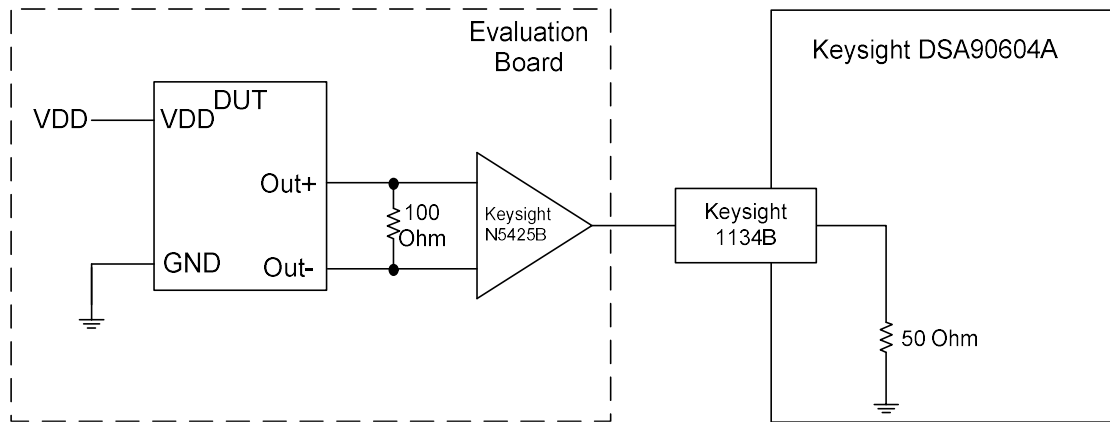 Evaluation
Board
Keysight DSA90604A
DUT
VDD
VDD
Out+
100
Ohm
Keysight
N5425B
Keysight
1134B
GND
Out-
50 Ohm